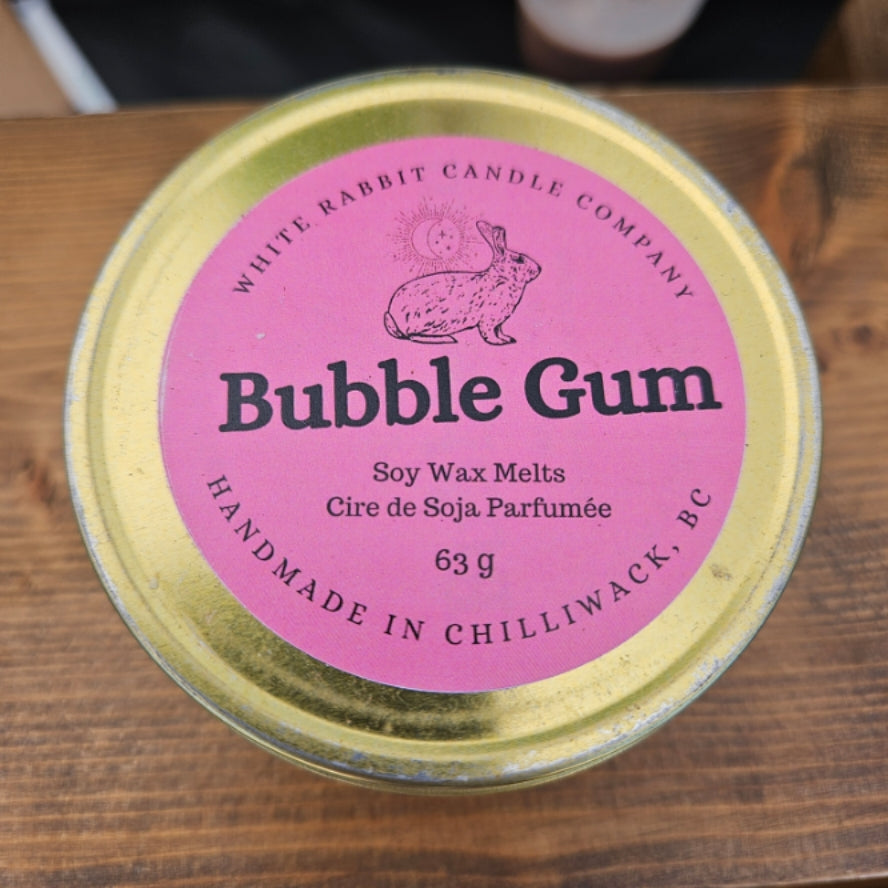 WHITE RABBIT CANDLE COMPANY
Bubble Gum
Soy Wax Melts
Cire de Soja Parfumée
63 g
HANDMADE IN CHILLIWACK, BC